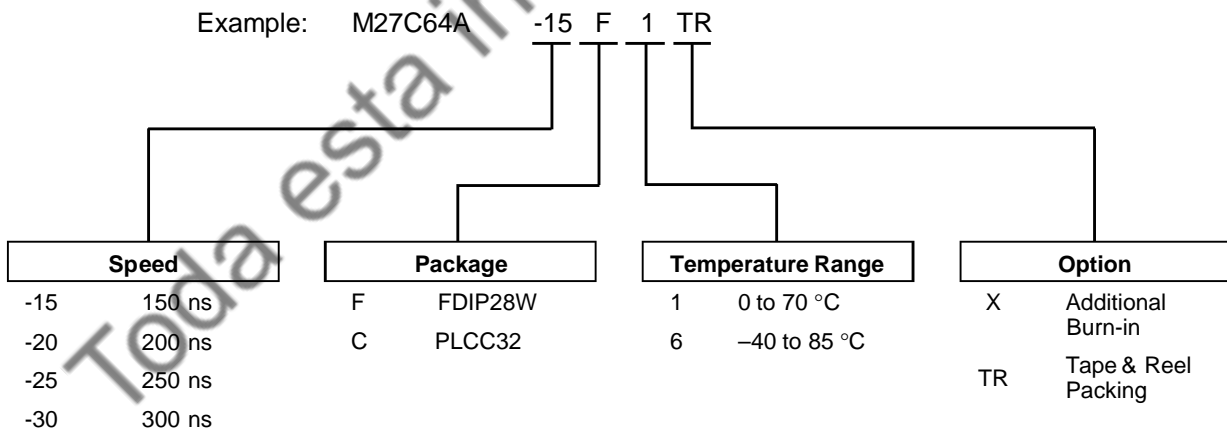 Example: M27C64A -15 F 1 TR
Speed Package Temperature Range Option
-15 150 ns F FDIP28W 1 0 to 70 °C X Additional Burn-in
-20 200 ns C PLCC32 6 –40 to 85 °C
-25 250 ns TR Tape & Reel Packing
-30 300 ns
Toda esta in